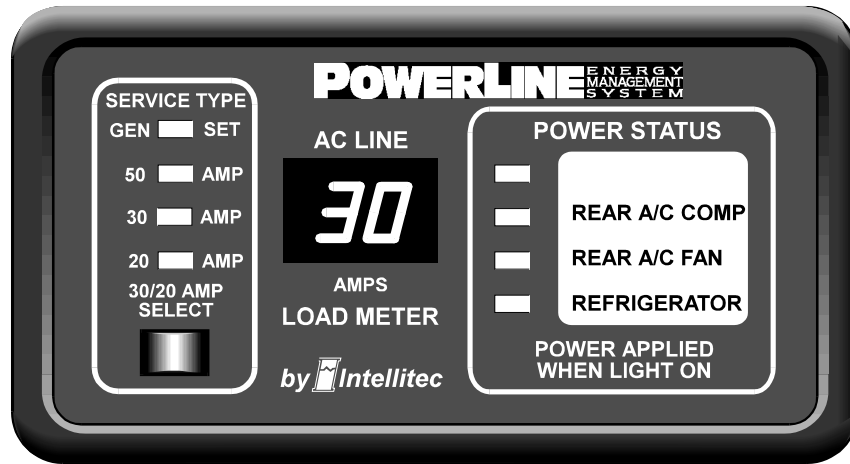 POWERLINE ENERGY MANAGEMENT SYSTEM
SERVICE TYPE
GEN SET
50 AMP
30 AMP
20 AMP
30/20 AMP
SELECT
AC LINE
30
AMPS
LOAD METER
by Intellitec
POWER STATUS
REAR A/C COMP
REAR A/C FAN
REFRIGERATOR
POWER APPLIED
WHEN LIGHT ON